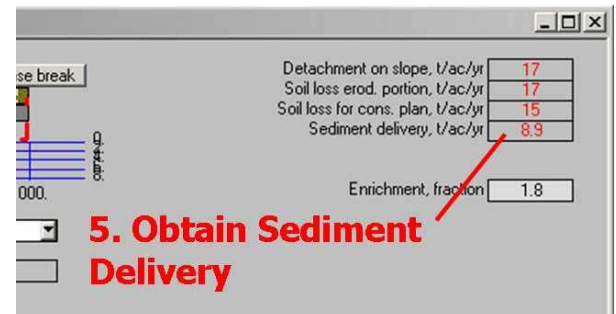 se break
Detachment on slope, t/ac/yr 17
Soil loss erod. portion, t/ac/yr 17
Soil loss for cons. plan, t/ac/yr 15
Sediment delivery, t/ac/yr 8.9
000.
Enrichment, fraction 1.8
5. Obtain Sediment
Delivery